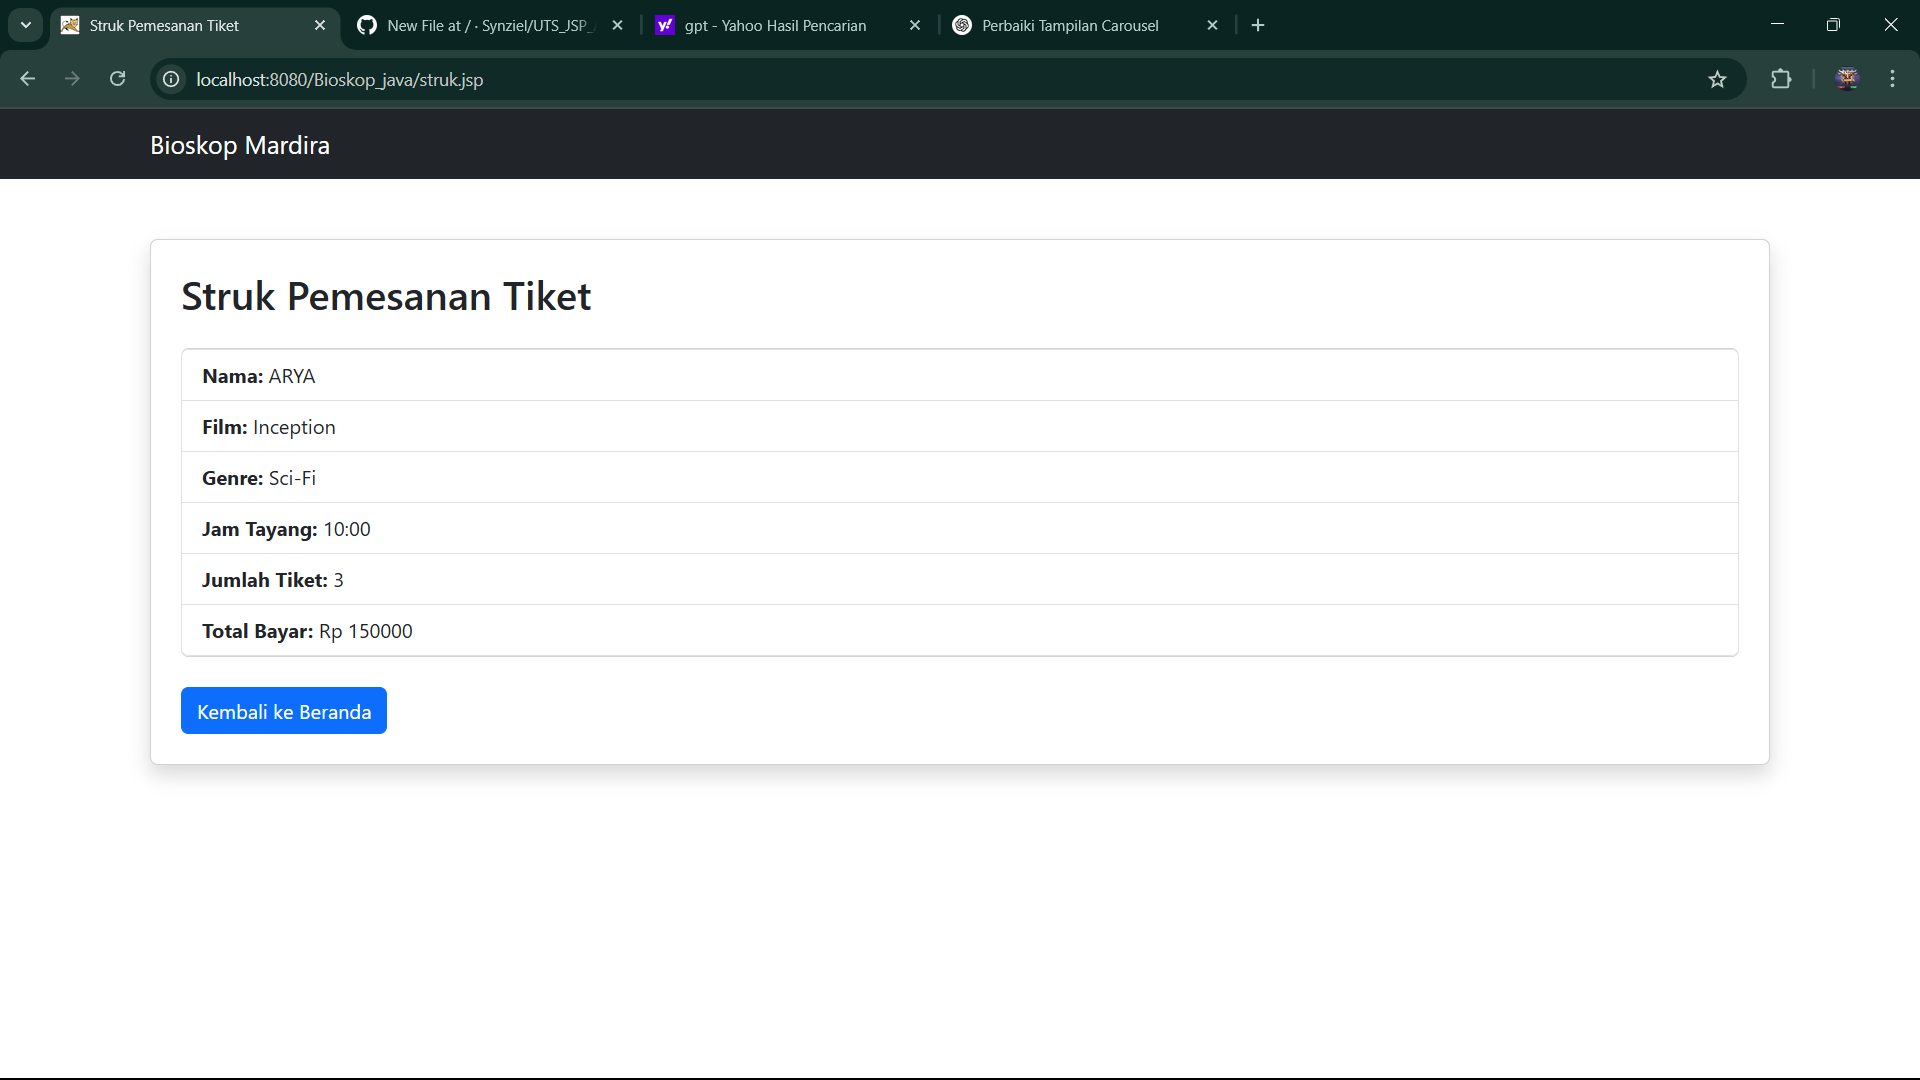 Struk Pemesanan Tiket
New File at / · Synziel/UTS_JSP_
gpt - Yahoo Hasil Pencarian
Perbaiki Tampilan Carousel
localhost:8080/Bioskop_java/struk.jsp
Bioskop Mardira
Struk Pemesanan Tiket
Nama: ARYA
Film: Inception
Genre: Sci-Fi
Jam Tayang: 10:00
Jumlah Tiket: 3
Total Bayar: Rp 150000
Kembali ke Beranda